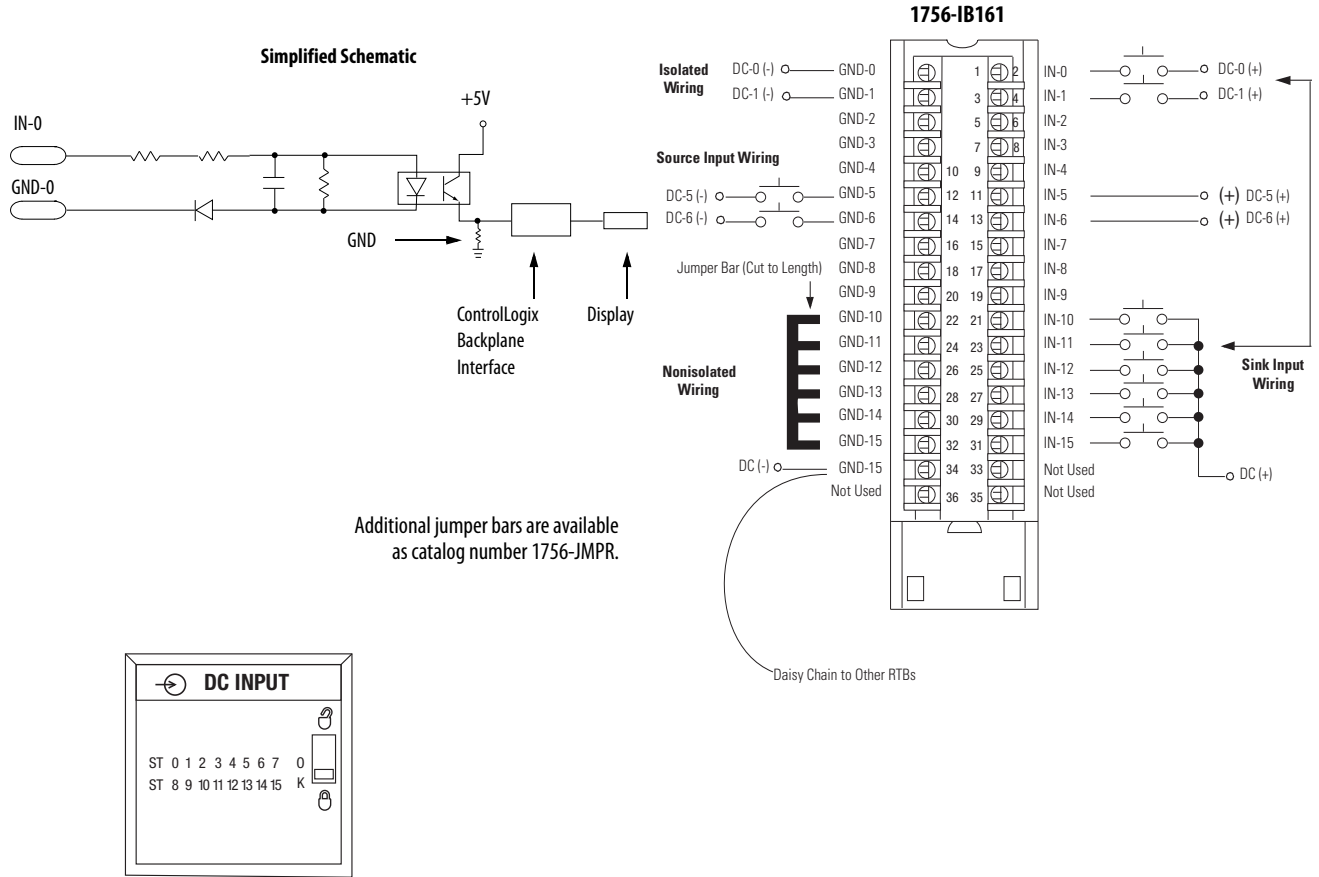 1756-IB161
Simplified Schematic
+5V
IN-0
GND-0
GND
ControlLogix
Backplane
Interface
Display
Additional jumper bars are available
as catalog number 1756-JMPR.
Isolated
Wiring
DC-0 (-) GND-0 1 2 IN-0 DC-0 (+)
DC-1 (-) GND-1 3 4 IN-1 DC-1 (+)
GND-2 5 6 IN-2
GND-3 7 8 IN-3
Source Input Wiring
GND-4 10 9 IN-4
DC-5 (-) GND-5 12 11 IN-5 (+) DC-5 (+)
DC-6 (-) GND-6 14 13 IN-6 (+) DC-6 (+)
GND-7 16 15 IN-7
Jumper Bar (Cut to Length) GND-8 18 17 IN-8
GND-9 20 19 IN-9
GND-10 22 21 IN-10
GND-11 24 23 IN-11
Nonisolated
Wiring
GND-12 26 25 IN-12
Sink Input
Wiring
GND-13 28 27 IN-13
GND-14 30 29 IN-14
GND-15 32 31 IN-15
DC (-) GND-15 34 33 Not Used DC (+)
Not Used 36 35 Not Used
Daisy Chain to Other RTBs
DC INPUT
ST 0 1 2 3 4 5 6 7 O
ST 8 9 10 11 12 13 14 15 K